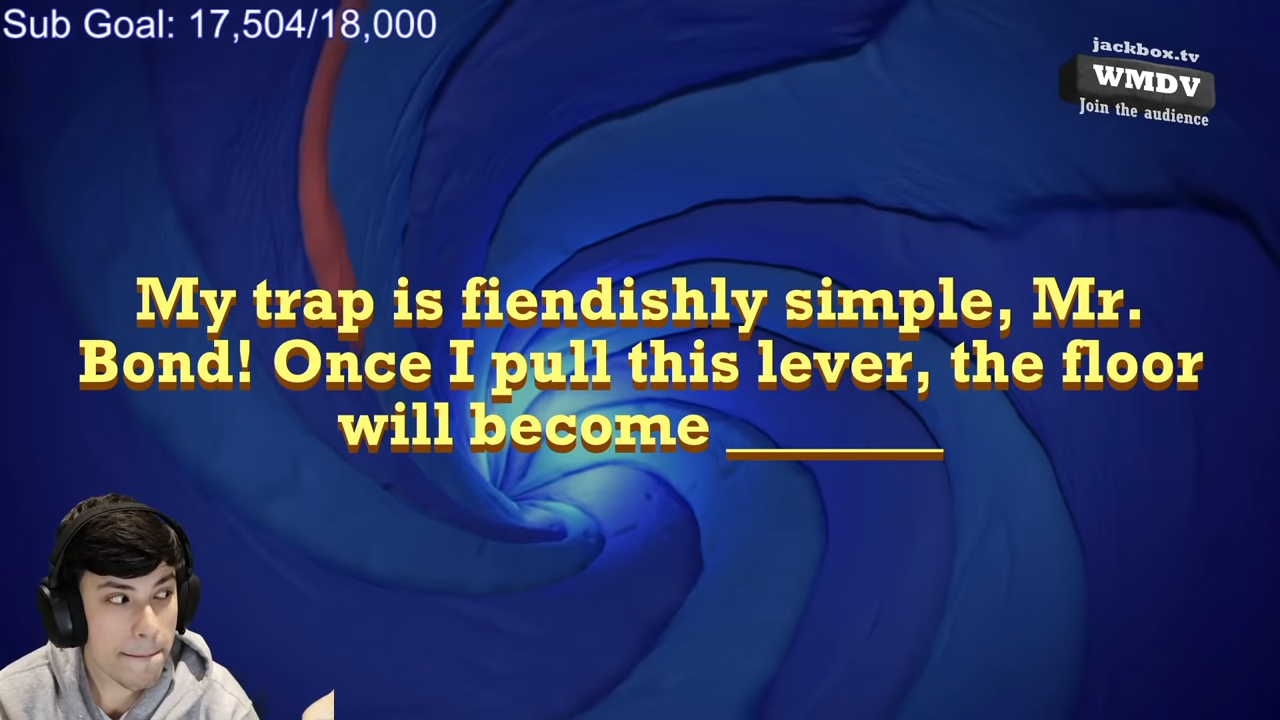 Sub Goal: 17,504/18,000
jackbox.tv
WMDV
Join the audience
My trap is fiendishly simple, Mr.
Bond! Once I pull this lever, the floor
will become ________